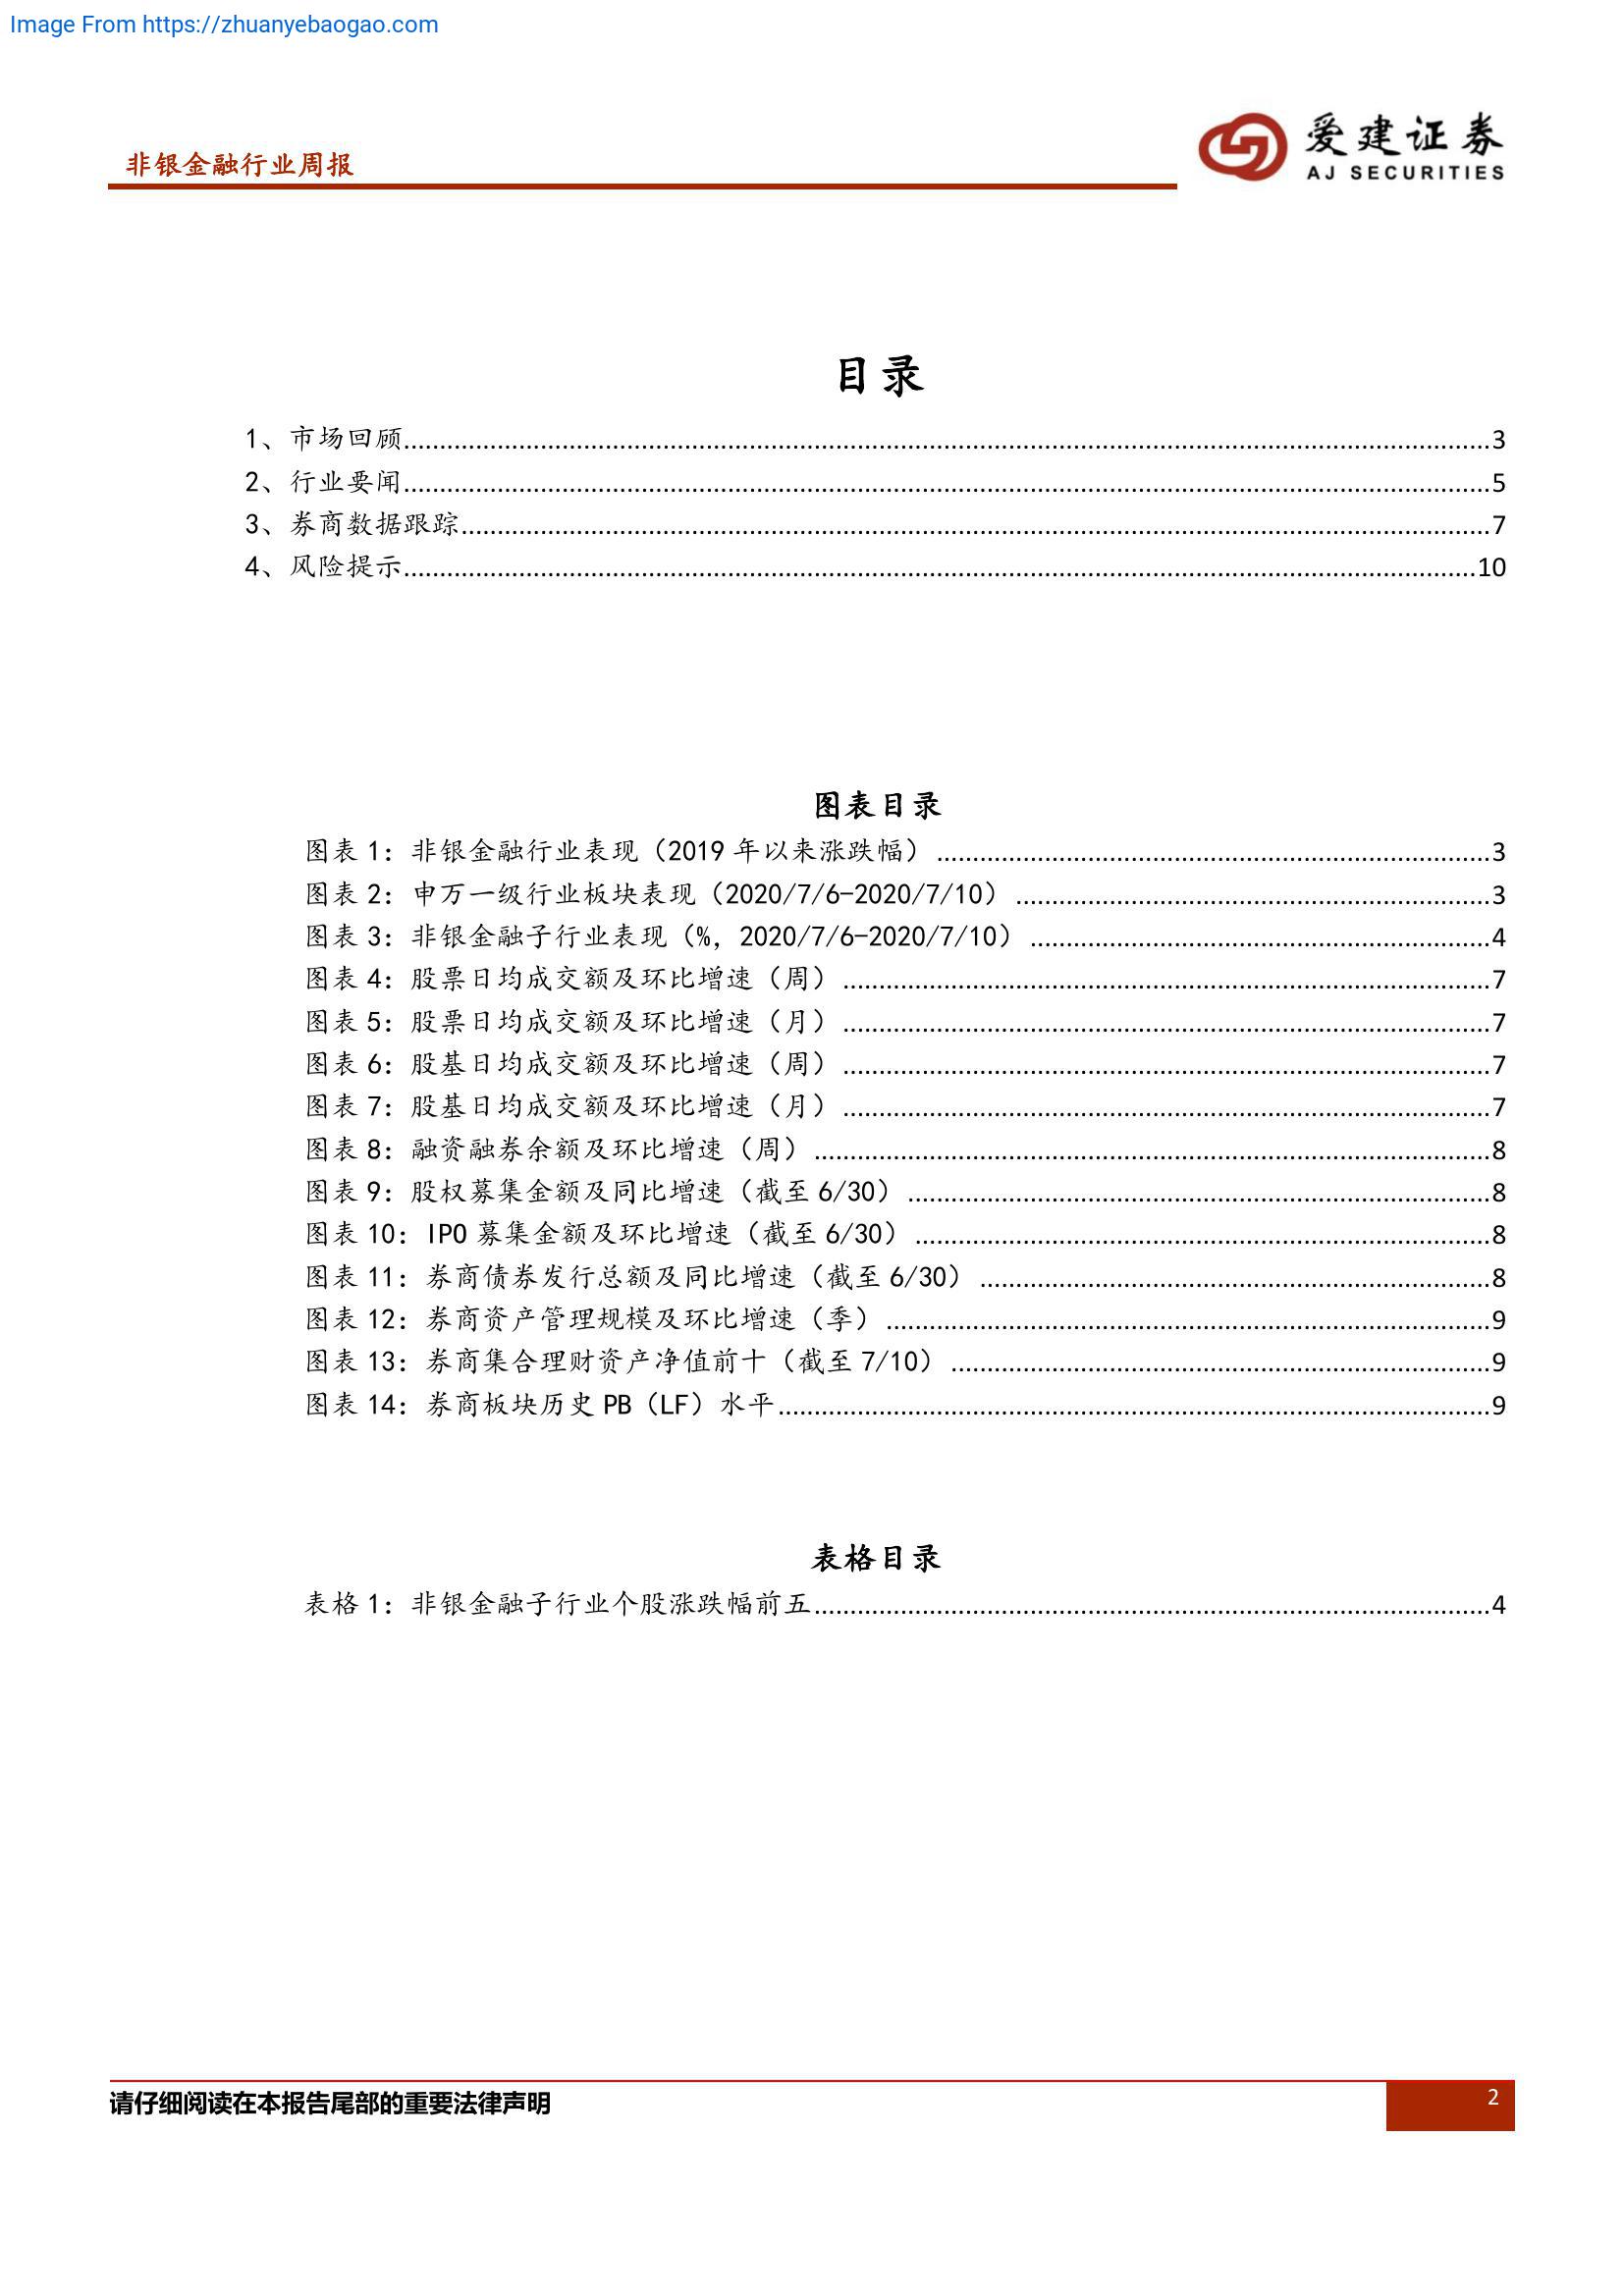 Image From https://zhuanyebaogao.com
非银金融行业周报
爱建证券
AJ SECURITIES
目录
1、市场回顾................................3
2、行业要闻................................5
3、券商数据跟踪................................7
4、风险提示................................10
图表目录
图表 1：非银金融行业表现（2019 年以来涨跌幅）................................3
图表 2：申万一级行业板块表现（2020/7/6-2020/7/10）................................3
图表 3：非银金融子行业表现（%，2020/7/6-2020/7/10）................................4
图表 4：股票日均成交额及环比增速（周）................................7
图表 5：股票日均成交额及环比增速（月）................................7
图表 6：股基日均成交额及环比增速（周）................................7
图表 7：股基日均成交额及环比增速（月）................................7
图表 8：融资融券余额及环比增速（周）................................8
图表 9：股权募集金额及同比增速（截至 6/30）................................8
图表 10：IPO 募集金额及环比增速（截至 6/30）................................8
图表 11：券商债券发行总额及同比增速（截至 6/30）................................8
图表 12：券商资产管理规模及环比增速（季）................................9
图表 13：券商集合理财资产净值前十（截至 7/10）................................9
图表 14：券商板块历史 PB（LF）水平................................9
表格目录
表格 1：非银金融子行业个股涨跌幅前五................................4
请仔细阅读在本报告尾部的重要法律声明
2